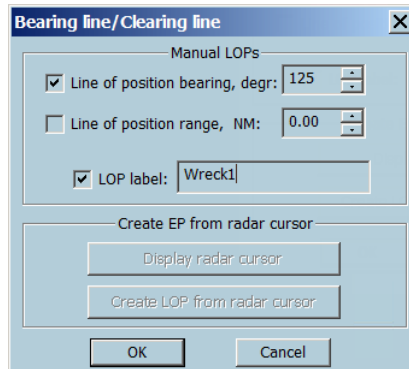 Bearing line/Clearing line
Manual LOPs
Line of position bearing, degr: 125
Line of position range, NM: 0.00
LOP label: Wreck1
Create EP from radar cursor
Display radar cursor
Create LOP from radar cursor
OK Cancel